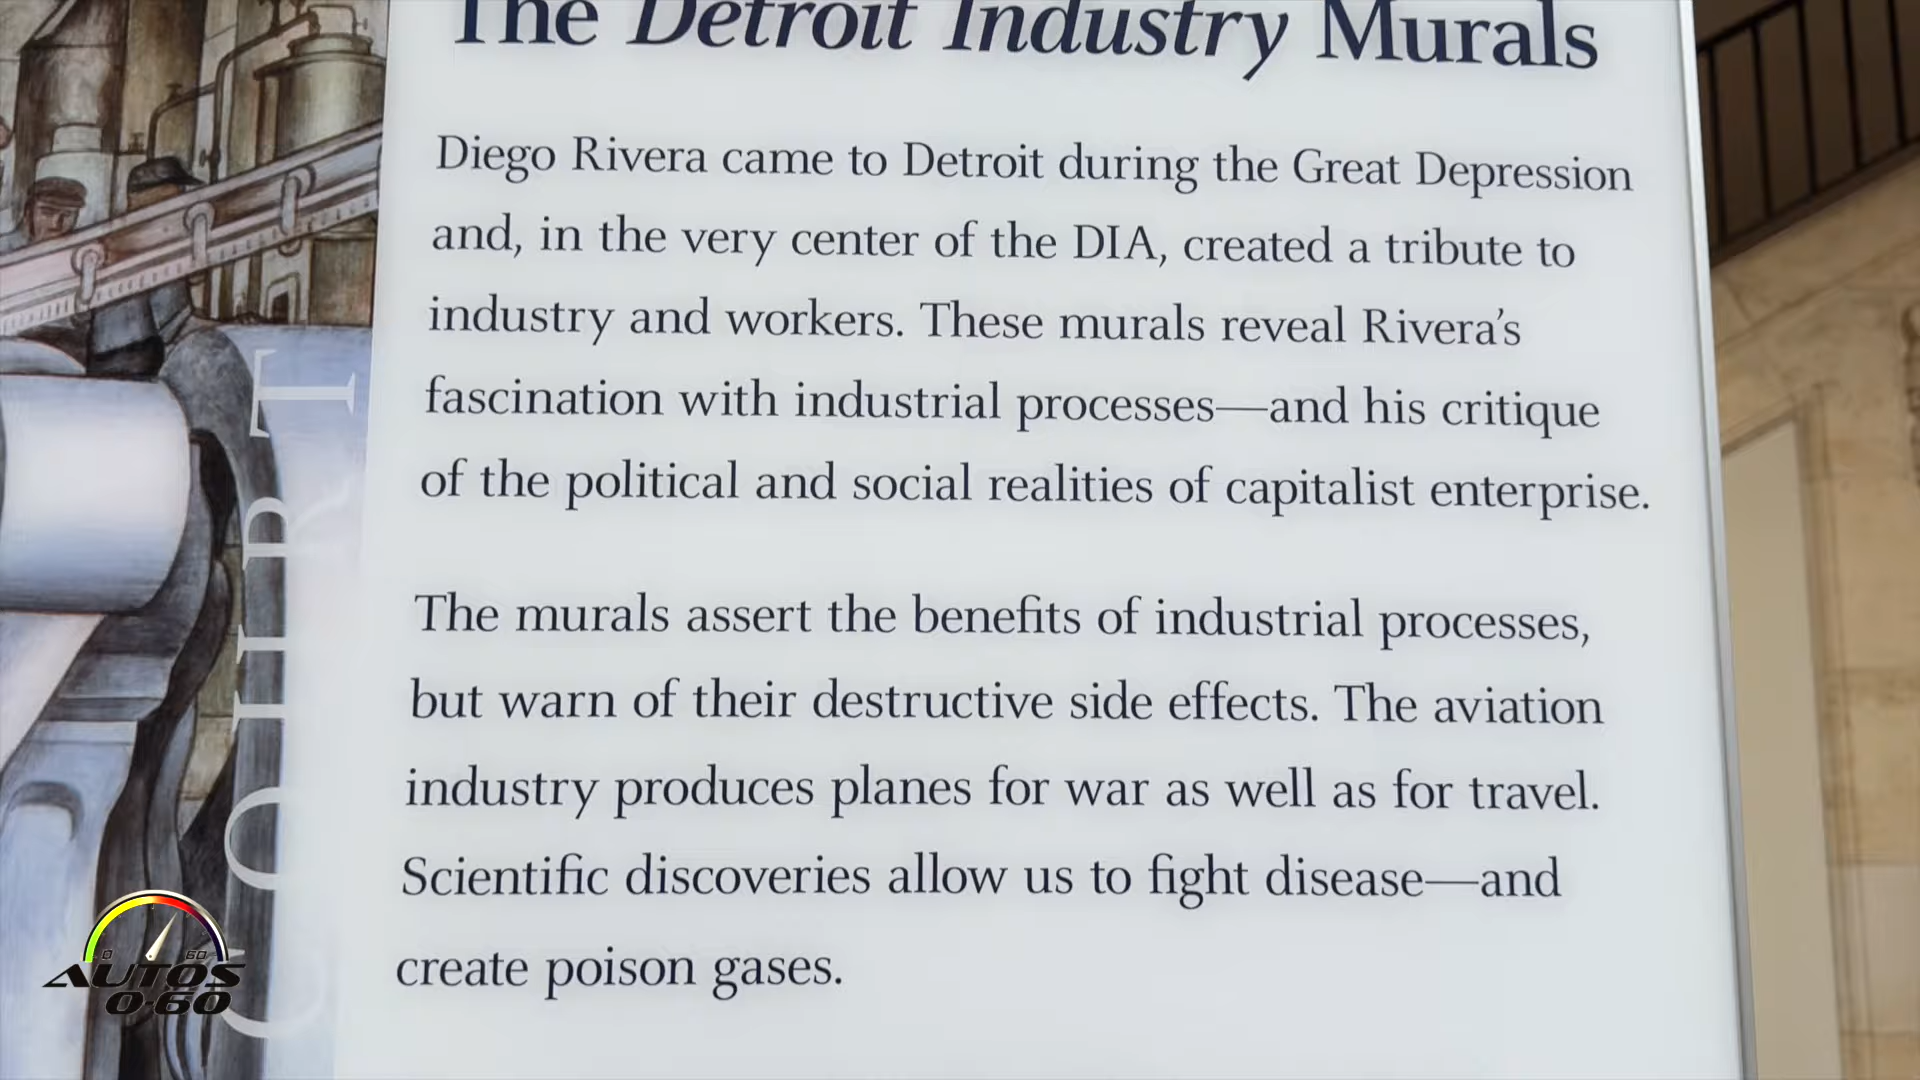 The Detroit Industry Murals
Diego Rivera came to Detroit during the Great Depression
and, in the very center of the DIA, created a tribute to
industry and workers. These murals reveal Rivera’s
fascination with industrial processes—and his critique
of the political and social realities of capitalist enterprise.
The murals assert the benefits of industrial processes,
but warn of their destructive side effects. The aviation
industry produces planes for war as well as for travel.
Scientific discoveries allow us to fight disease—and
create poison gases.
COURT
0 60
AUTOS
0-60